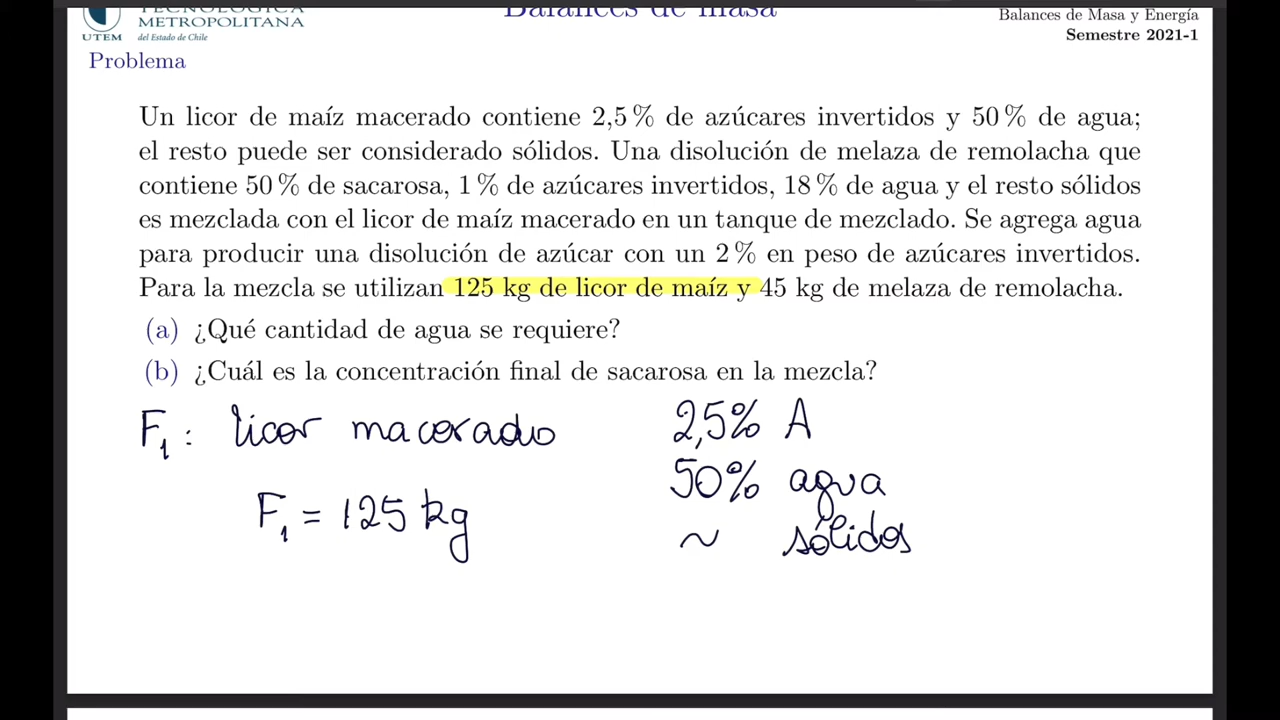 TECNOLÓGICA
METROPOLITANA
UTEM del Estado de Chile
Balances de masa
Balances de Masa y Energía
Semestre 2021-1
Problema
Un licor de maíz macerado contiene 2,5 % de azúcares invertidos y 50 % de agua;
el resto puede ser considerado sólidos. Una disolución de melaza de remolacha que
contiene 50 % de sacarosa, 1 % de azúcares invertidos, 18 % de agua y el resto sólidos
es mezclada con el licor de maíz macerado en un tanque de mezclado. Se agrega agua
para producir una disolución de azúcar con un 2 % en peso de azúcares invertidos.
Para la mezcla se utilizan 125 kg de licor de maíz y 45 kg de melaza de remolacha.
(a) ¿Qué cantidad de agua se requiere?
(b) ¿Cuál es la concentración final de sacarosa en la mezcla?
F₁ : licor macerado 2,5% A
50% agua
F₁ = 125 kg
~ sólidos